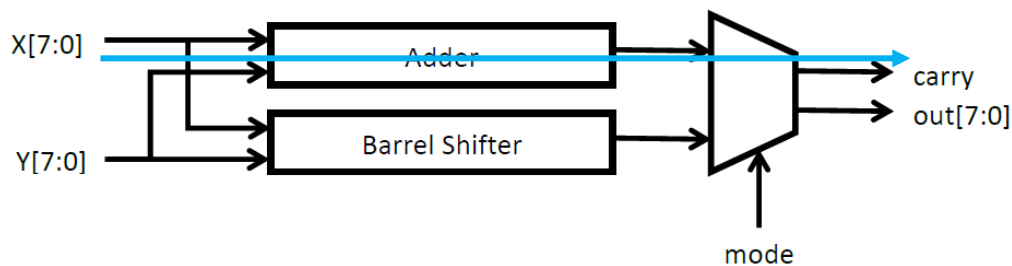 X[7:0]
Adder
carry
out[7:0]
Barrel Shifter
Y[7:0]
mode